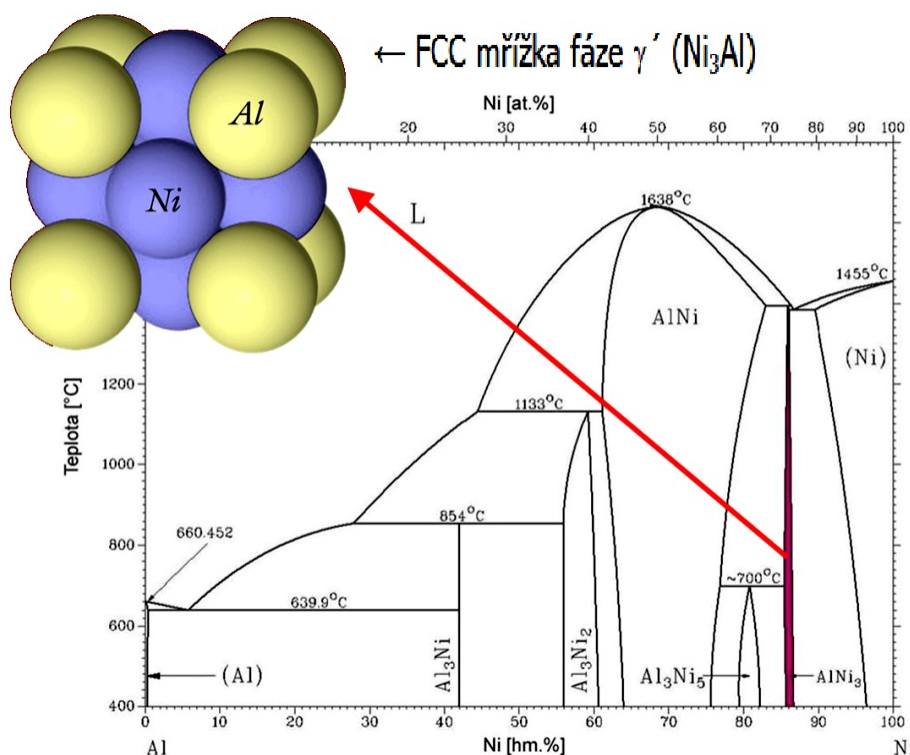 ← FCC mřížka fáze γ´ (Ni₃Al)
Ni [at.%]
20 30 40 50 60 70 80 90 100
Al
Ni
L
1638°C
1455°C
AlNi
(Ni)
1200
1133°C
Teplota [°C]
1000
854°C
660.452
800
~700°C
639.9°C
600
Al₃Ni
Al₃Ni₂
(Al)
Al₃Ni₅
AlNi₃
400
0 10 20 30 40 50 60 70 80 90 100
Al
Ni [hm.%]
N